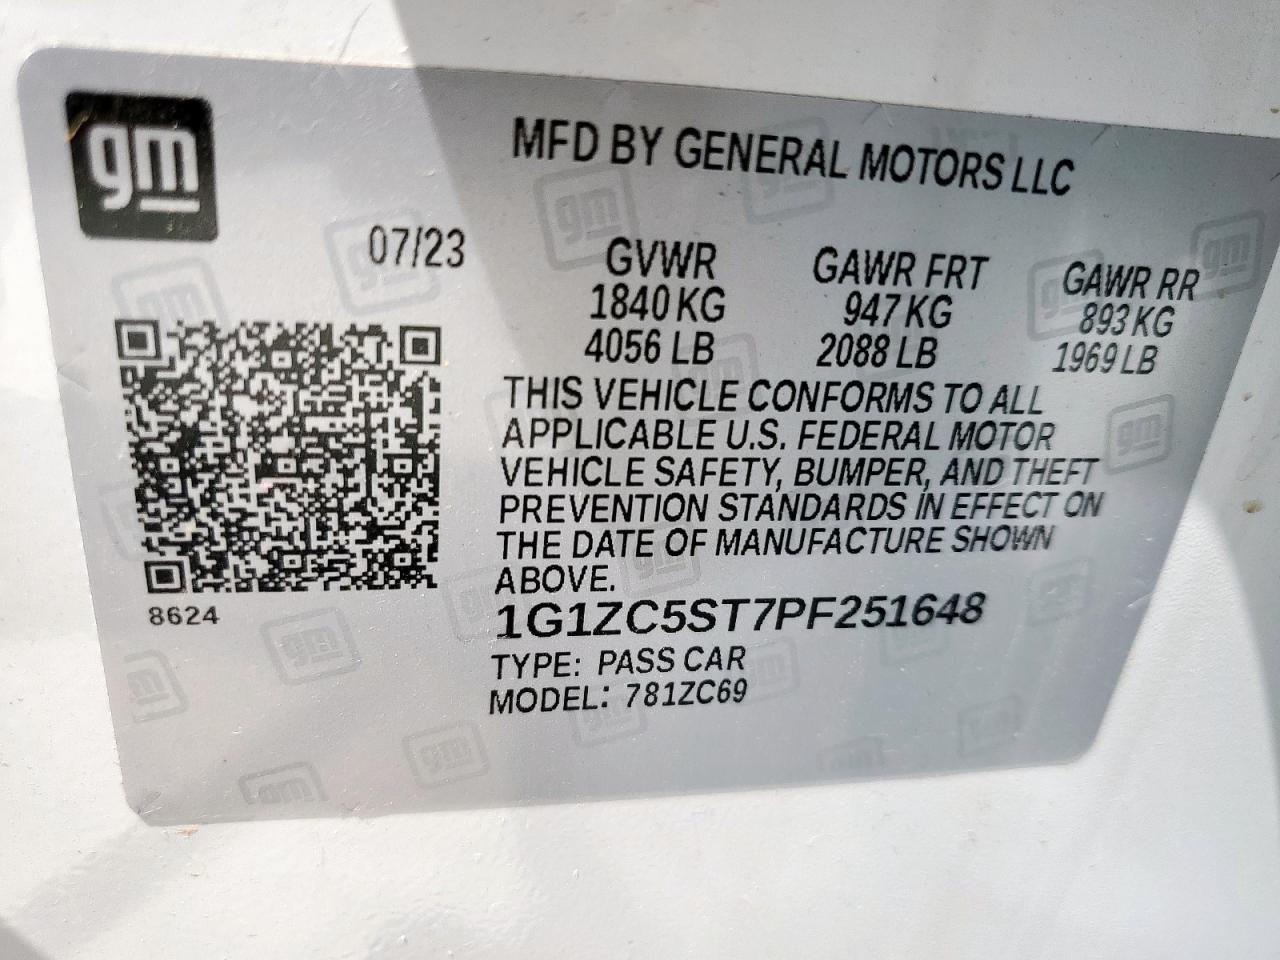 gm
MFD BY GENERAL MOTORS LLC
07/23
GVWR GAWR FRT GAWR RR
1840 KG 947 KG 893 KG
4056 LB 2088 LB 1969 LB
THIS VEHICLE CONFORMS TO ALL
APPLICABLE U.S. FEDERAL MOTOR
VEHICLE SAFETY, BUMPER, AND THEFT
PREVENTION STANDARDS IN EFFECT ON
THE DATE OF MANUFACTURE SHOWN
ABOVE.
8624
1G1ZC5ST7PF251648
TYPE: PASS CAR
MODEL: 781ZC69